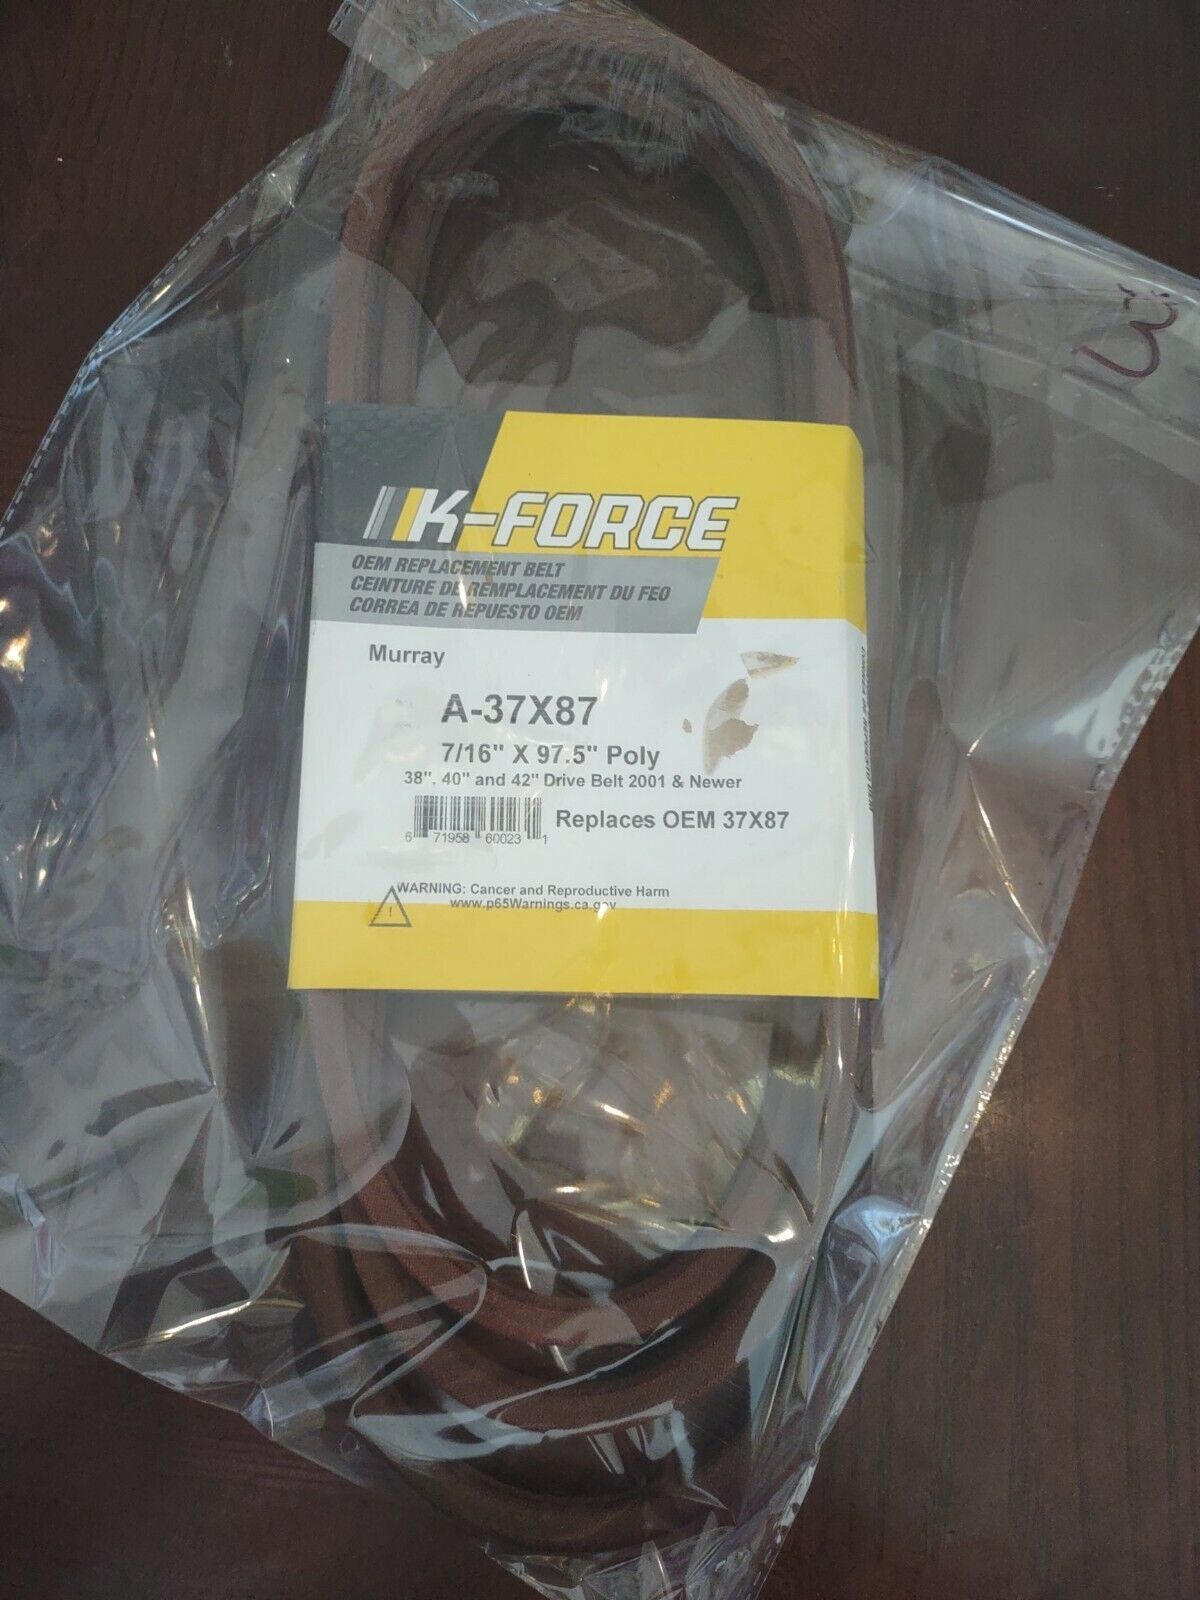 K-FORCE
OEM REPLACEMENT BELT
CEINTURE DE REMPLACEMENT DU FEO
CORREA DE REPUESTO OEM
Murray
A-37X87
7/16" X 97.5" Poly
38", 40" and 42" Drive Belt 2001 & Newer
Replaces OEM 37X87
6 71958 60023 1
WARNING: Cancer and Reproductive Harm
www.p65Warnings.ca.gov